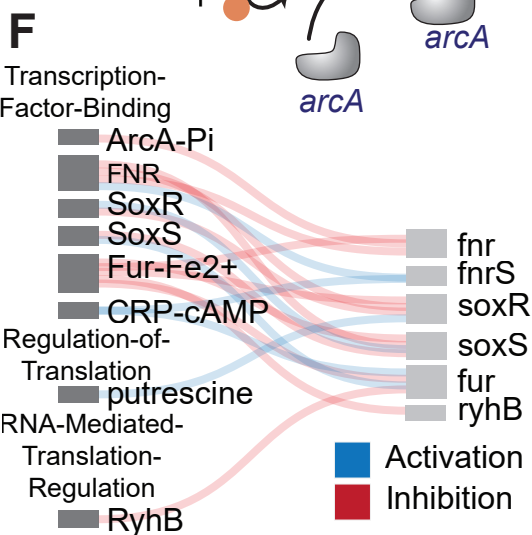 F
arcA
arcA
Transcription-
Factor-Binding
ArcA-Pi
FNR
SoxR
SoxS
Fur-Fe2+
CRP-cAMP
Regulation-of-
Translation
putrescine
RNA-Mediated-
Translation-
Regulation
RyhB
fnr
fnrS
soxR
soxS
fur
ryhB
Activation
Inhibition